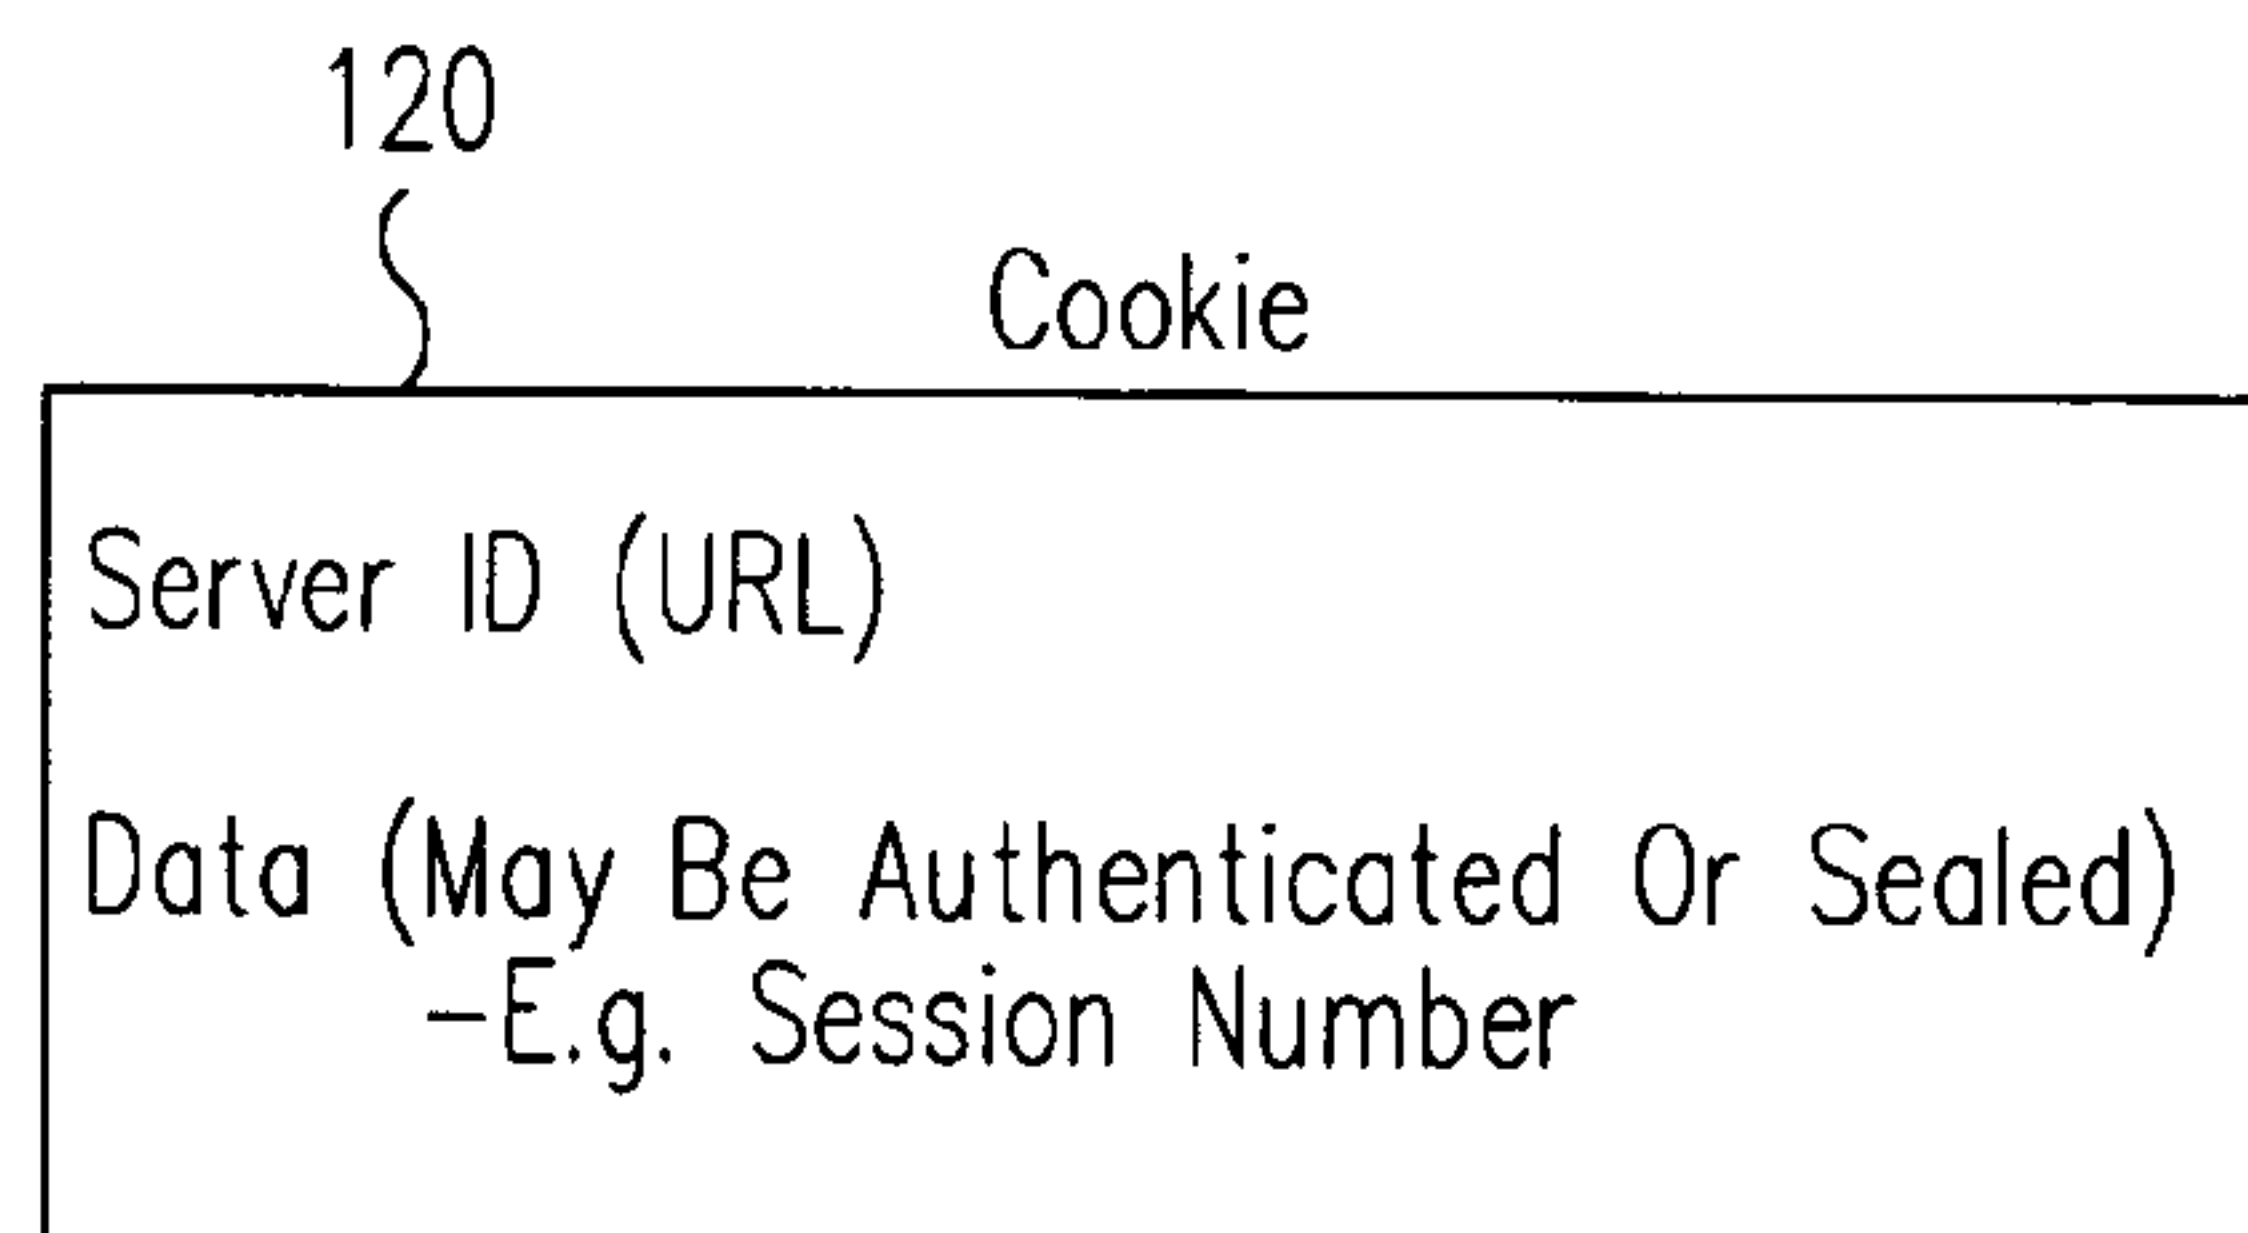 120
Cookie
Server ID (URL)
Data (May Be Authenticated Or Sealed)
-E.g. Session Number